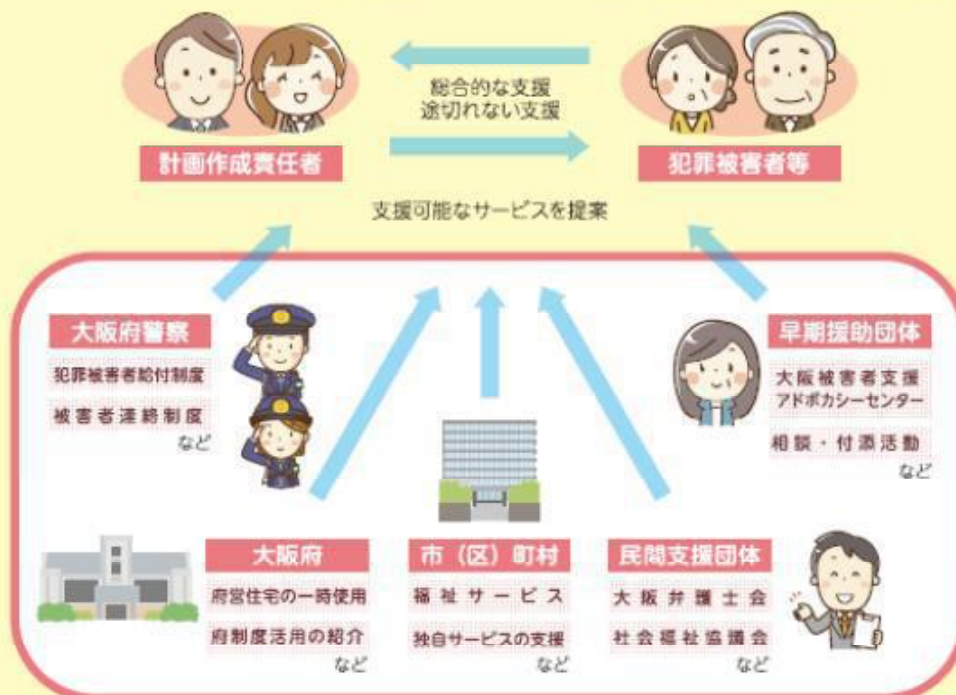 総合的な支援
途切れない支援
計画作成責任者
犯罪被害者等
支援可能なサービスを提案
大阪府警察
犯罪被害者給付制度
被害者連絡制度
など
早期援助団体
大阪被害者支援
アドボカシーセンター
相談・付添活動
など
大阪府
府営住宅の一時使用
府制度活用の紹介
など
市（区）町村
福祉サービス
独自サービスの支援
など
民間支援団体
大阪弁護士会
社会福祉協議会
など